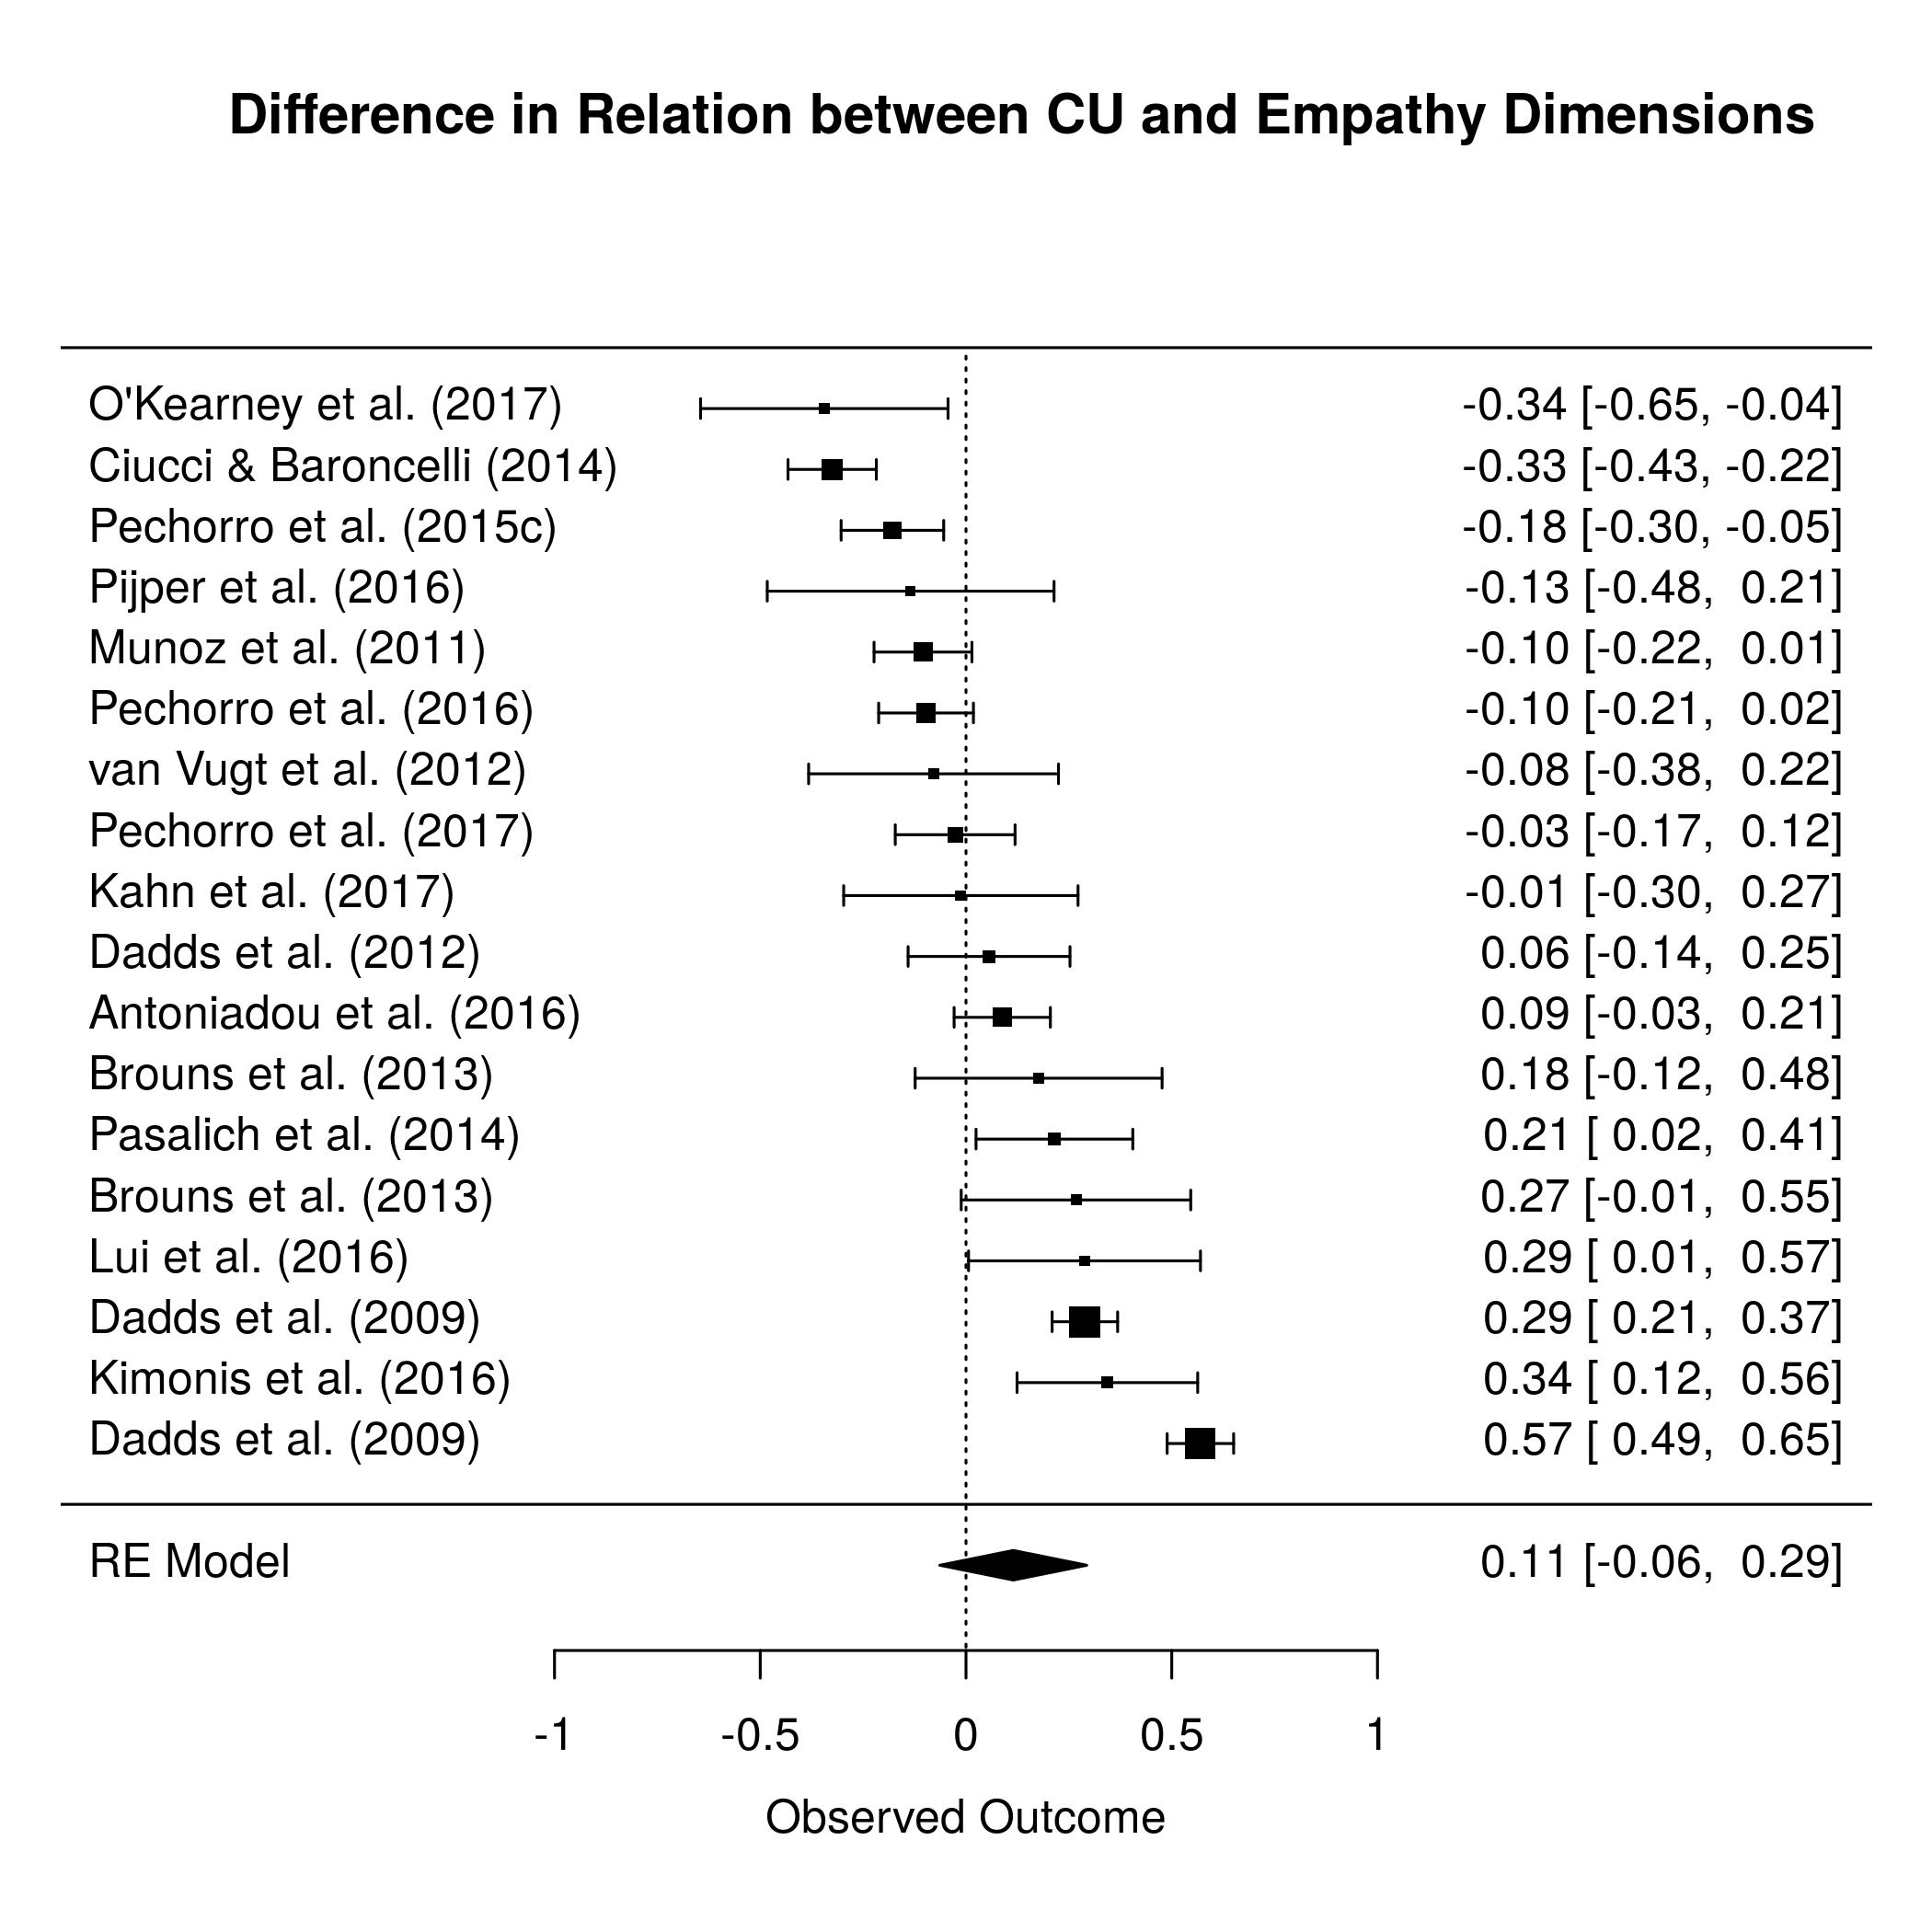 Difference in Relation between CU and Empathy Dimensions
O'Kearney et al. (2017) -0.34 [-0.65, -0.04]
Ciucci & Baroncelli (2014) -0.33 [-0.43, -0.22]
Pechorro et al. (2015c) -0.18 [-0.30, -0.05]
Pijper et al. (2016) -0.13 [-0.48, 0.21]
Munoz et al. (2011) -0.10 [-0.22, 0.01]
Pechorro et al. (2016) -0.10 [-0.21, 0.02]
van Vugt et al. (2012) -0.08 [-0.38, 0.22]
Pechorro et al. (2017) -0.03 [-0.17, 0.12]
Kahn et al. (2017) -0.01 [-0.30, 0.27]
Dadds et al. (2012) 0.06 [-0.14, 0.25]
Antoniadou et al. (2016) 0.09 [-0.03, 0.21]
Brouns et al. (2013) 0.18 [-0.12, 0.48]
Pasalich et al. (2014) 0.21 [ 0.02, 0.41]
Brouns et al. (2013) 0.27 [-0.01, 0.55]
Lui et al. (2016) 0.29 [ 0.01, 0.57]
Dadds et al. (2009) 0.29 [ 0.21, 0.37]
Kimonis et al. (2016) 0.34 [ 0.12, 0.56]
Dadds et al. (2009) 0.57 [ 0.49, 0.65]
RE Model 0.11 [-0.06, 0.29]
-1 -0.5 0 0.5 1
Observed Outcome